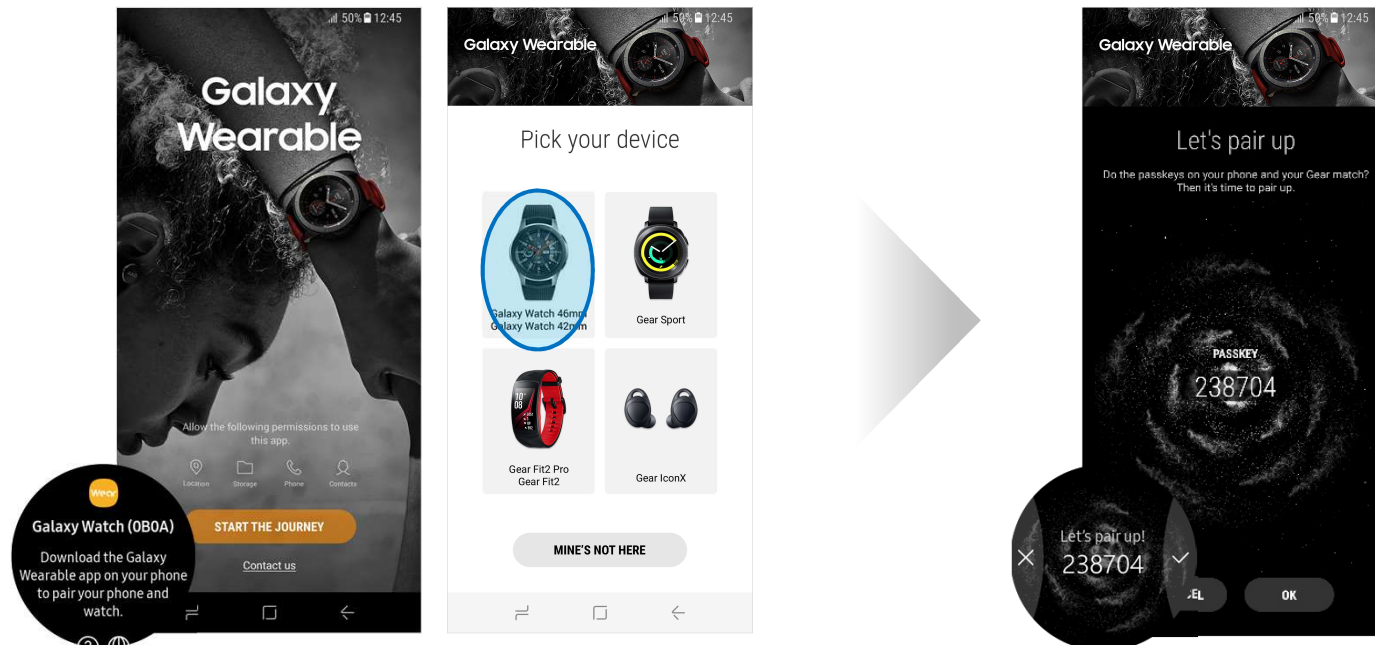 50% 12:45
Galaxy
Wearable
Allow the following permissions to use
this app.
Location Storage Phone Contacts
START THE JOURNEY
Contact us
Wear
Galaxy Watch (0B0A)
Download the Galaxy
Wearable app on your phone
to pair your phone and
watch.
50% 12:45
Galaxy Wearable
Pick your device
Galaxy Watch 46mm
Galaxy Watch 42mm
Gear Sport
10
08
Gear Fit2 Pro
Gear Fit2
Gear IconX
MINE'S NOT HERE
50% 12:45
Galaxy Wearable
Let's pair up
Do the passkeys on your phone and your Gear match?
Then it's time to pair up.
PASSKEY
238704
Let's pair up!
238704
CEL
OK